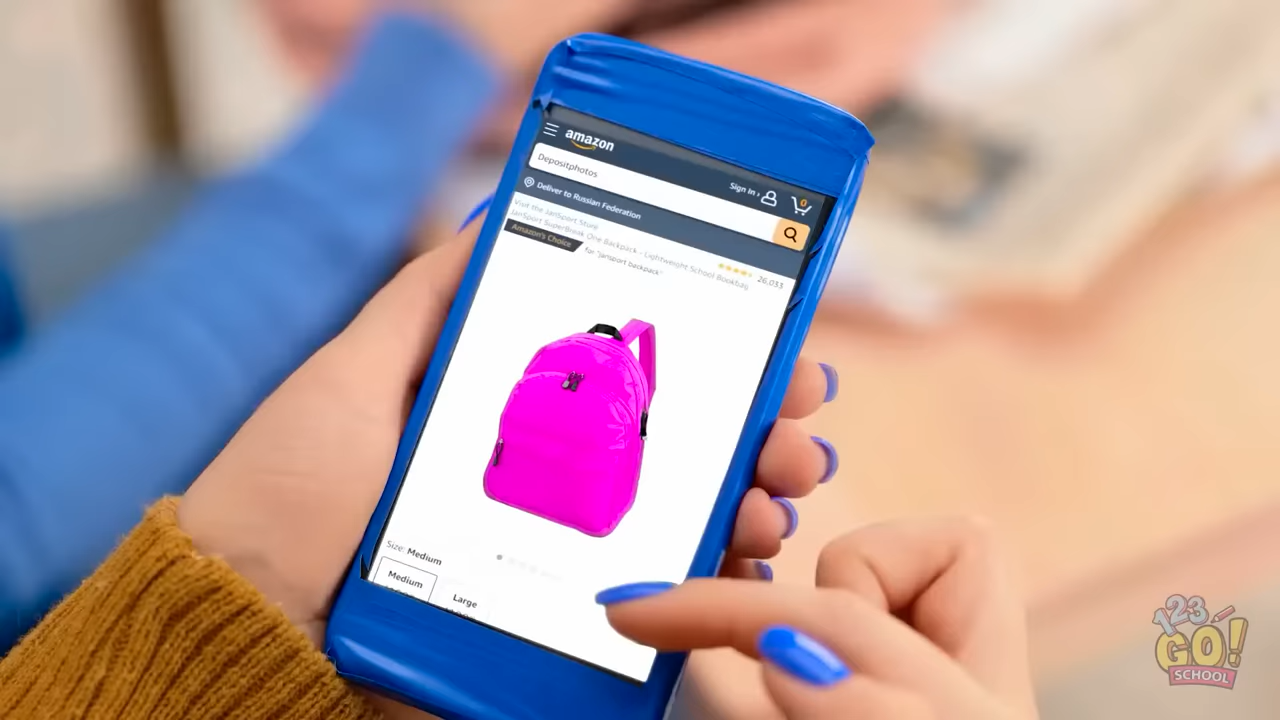 amazon
Depositphotos
Sign in ›
0
Deliver to Russian Federation
Visit the JanSport Store
JanSport SuperBreak One Backpack - Lightweight School Bookbag
Amazon's Choice
for "jansport backpack"
26,033
Size: Medium
Medium
Large
123
GO!
SCHOOL